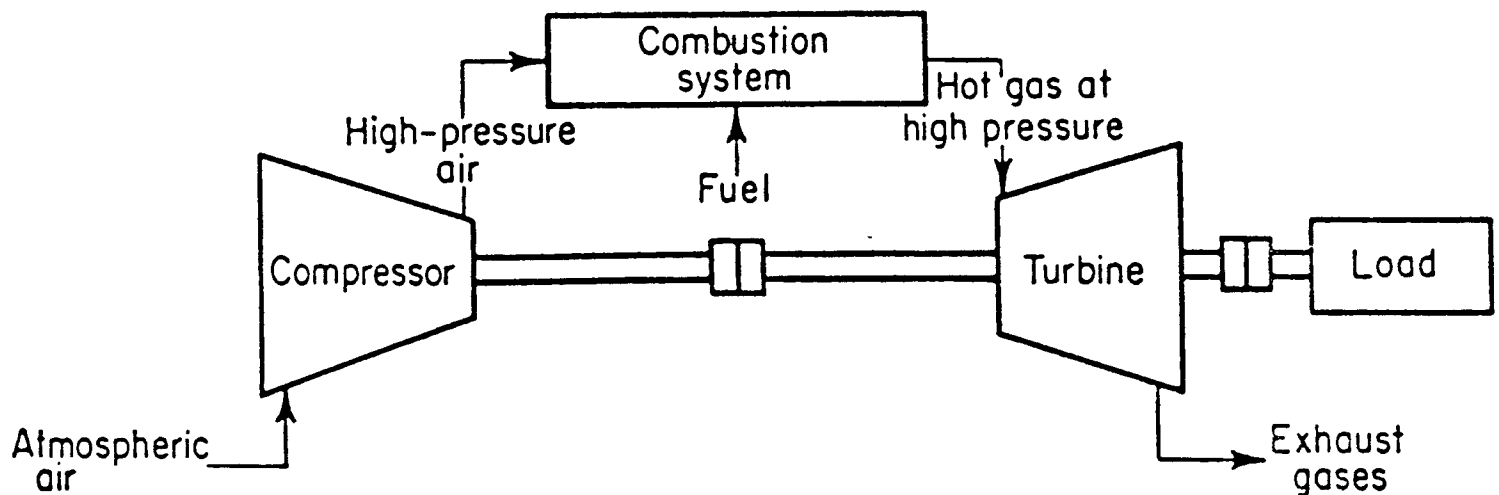 Combustion
system
Hot gas at
high pressure
High-pressure
air
Fuel
Compressor
Turbine
Load
Atmospheric
air
Exhaust
gases